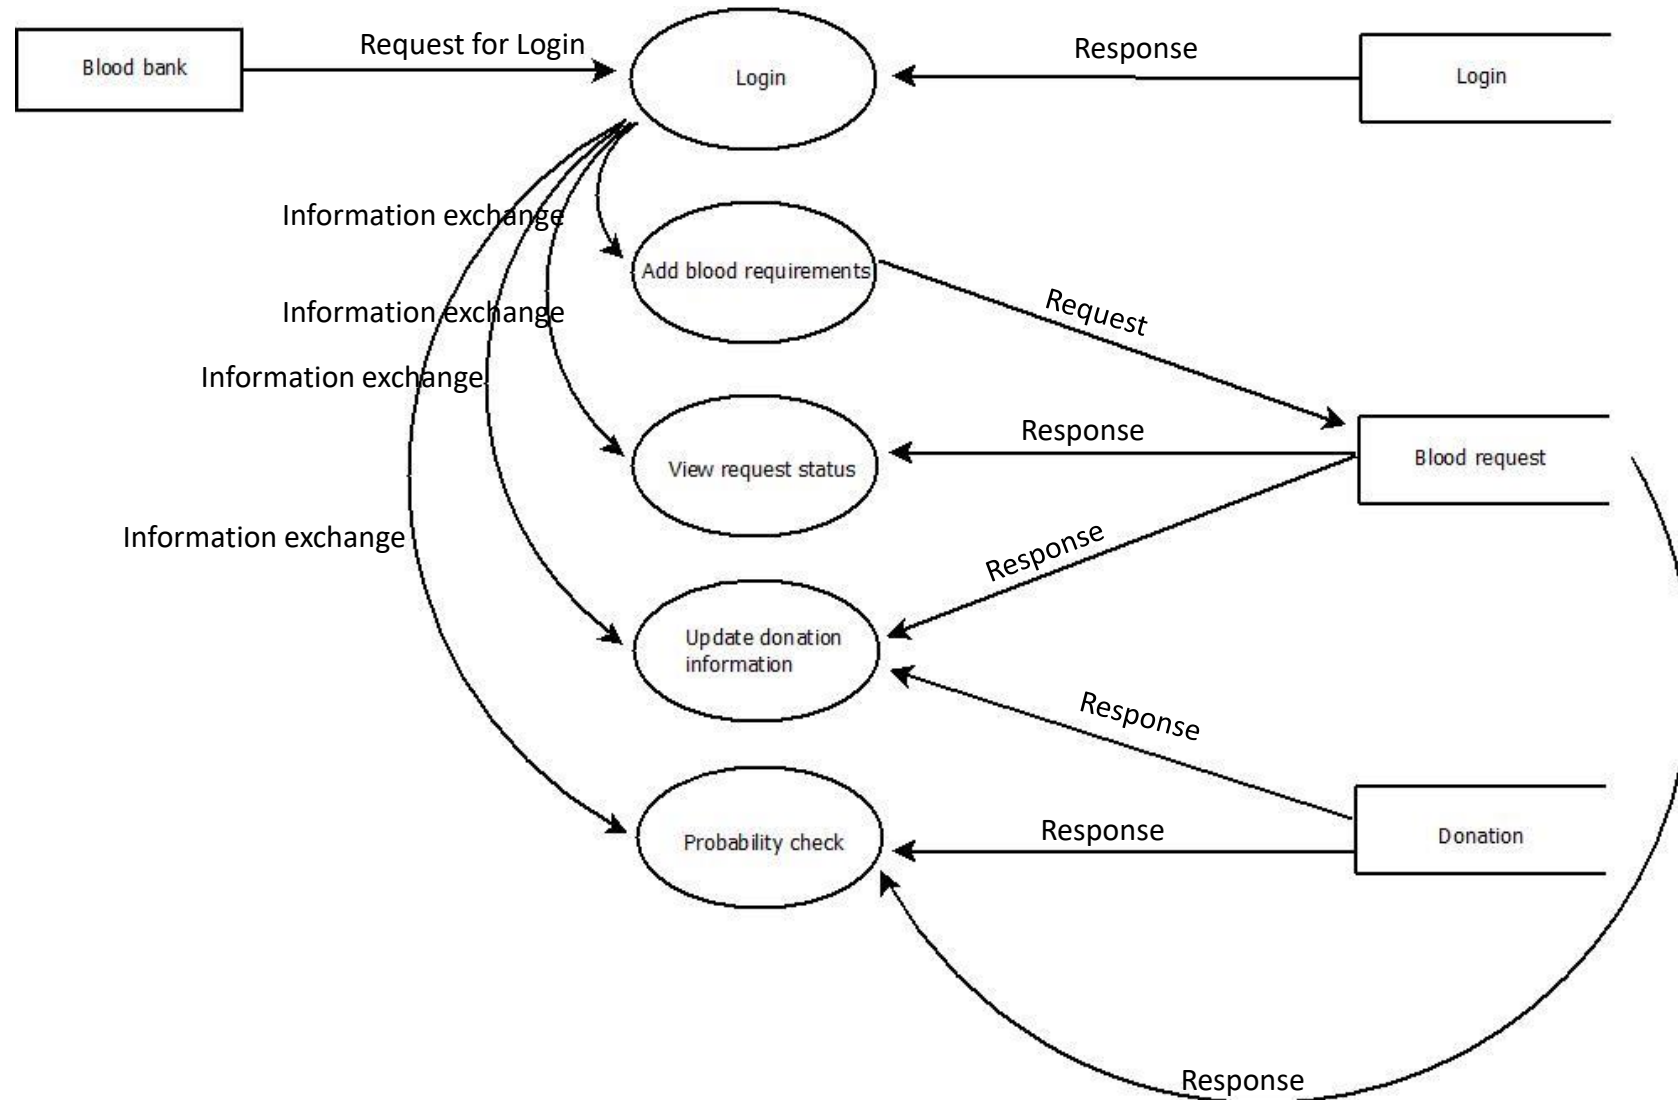 Request for Login
Response
Blood bank
Login
Login
Information exchange
Add blood requirements
Request
Information exchange
Information exchange
Response
View request status
Blood request
Information exchange
Response
Update donation
information
Response
Probability check
Response
Donation
Response